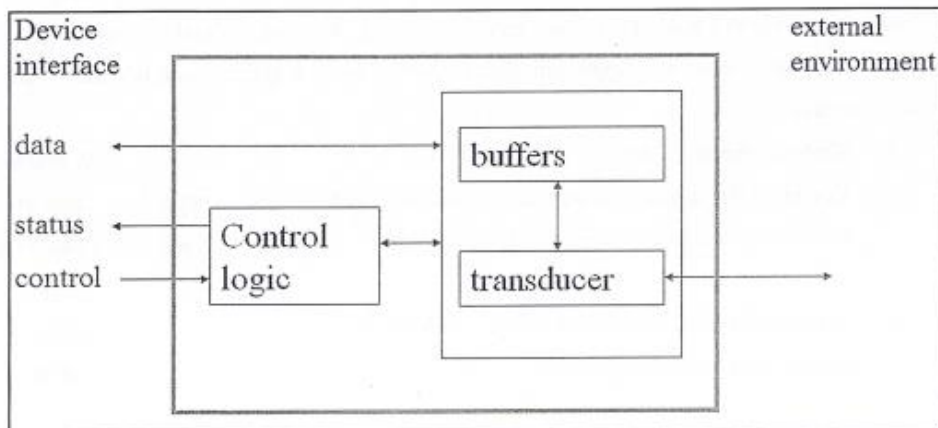 Device
interface
external
environment
data
buffers
status
Control
logic
control
transducer